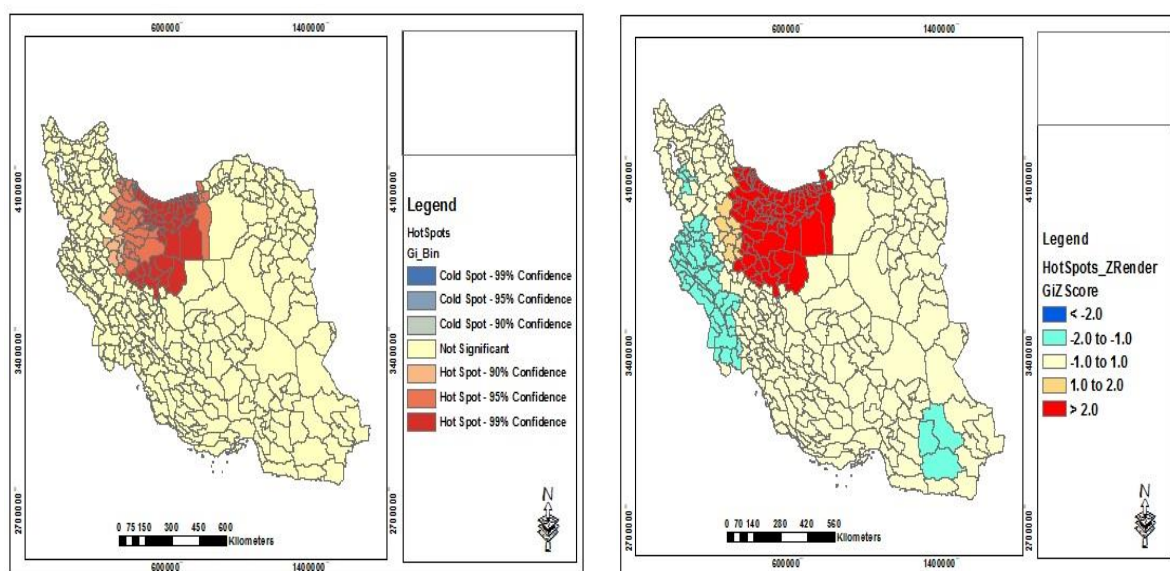 600000
1400000
4100000
3400000
2700000
Legend
HotSpots
Gi_Bin
Cold Spot - 99% Confidence
Cold Spot - 95% Confidence
Cold Spot - 90% Confidence
Not Significant
Hot Spot - 90% Confidence
Hot Spot - 95% Confidence
Hot Spot - 99% Confidence
N
0 75 150 300 450 600
Kilometers
600000
1400000
600000
1400000
4100000
4100000
3400000
3400000
2700000
2700000
Legend
HotSpots_ZRender
GiZScore
< -2.0
-2.0 to -1.0
-1.0 to 1.0
1.0 to 2.0
> 2.0
N
0 70 140 280 420 560
Kilometers
600000
1400000